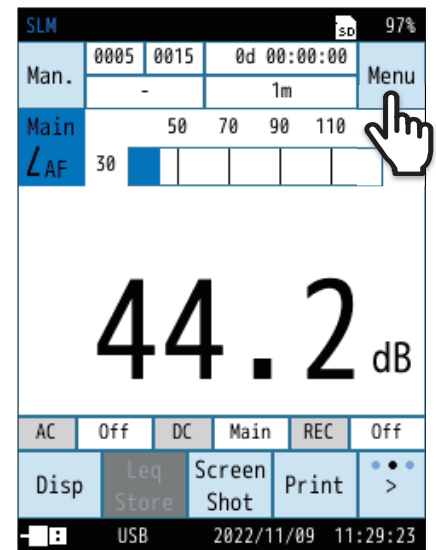 SLM SD 97%
Man. 0005 0015 0d 00:00:00 Menu
- 1m
Main 50 70 90 110
LAF 30
44.2 dB
AC Off DC Main REC Off
Disp Leq Store Screen Shot Print >
USB 2022/11/09 11:29:23